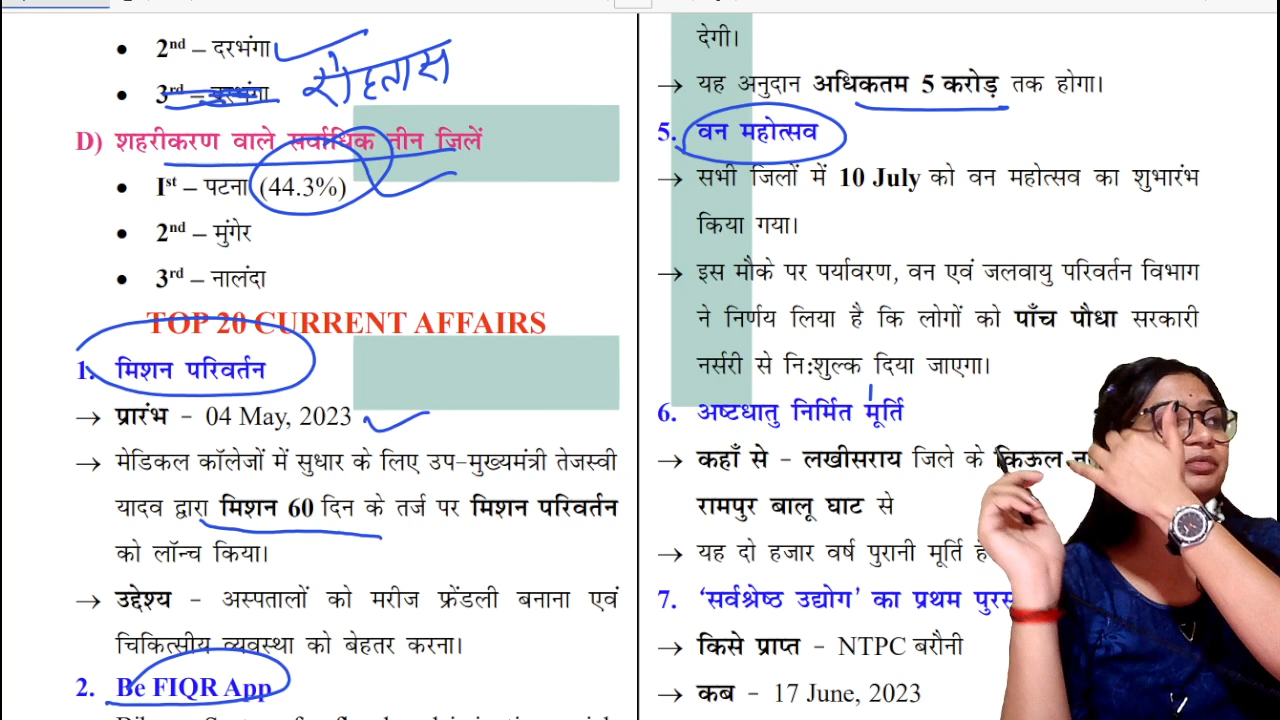 2nd – दरभंगा
3rd – दरभंगा रोहतास
D) शहरीकरण वाले सर्वाधिक तीन जिलें
Ist – पटना (44.3%)
2nd – मुंगेर
3rd – नालंदा
TOP 20 CURRENT AFFAIRS
1. मिशन परिवर्तन
→ प्रारंभ - 04 May, 2023
→ मेडिकल कॉलेजों में सुधार के लिए उप-मुख्यमंत्री तेजस्वी
यादव द्वारा मिशन 60 दिन के तर्ज पर मिशन परिवर्तन
को लॉन्च किया।
→ उद्देश्य - अस्पतालों को मरीज फ्रेंडली बनाना एवं
चिकित्सीय व्यवस्था को बेहतर करना।
2. Be FIQR App
देगी।
→ यह अनुदान अधिकतम 5 करोड़ तक होगा।
5. वन महोत्सव
→ सभी जिलों में 10 July को वन महोत्सव का शुभारंभ
किया गया।
→ इस मौके पर पर्यावरण, वन एवं जलवायु परिवर्तन विभाग
ने निर्णय लिया है कि लोगों को पाँच पौधा सरकारी
नर्सरी से नि:शुल्क दिया जाएगा।
6. अष्टधातु निर्मित मूर्ति
→ कहाँ से - लखीसराय जिले के किऊल
रामपुर बालू घाट से
→ यह दो हजार वर्ष पुरानी मूर्ति
7. ‘सर्वश्रेष्ठ उद्योग’ का प्रथम
→ किसे प्राप्त - NTPC बरौनी
→ कब - 17 June, 2023